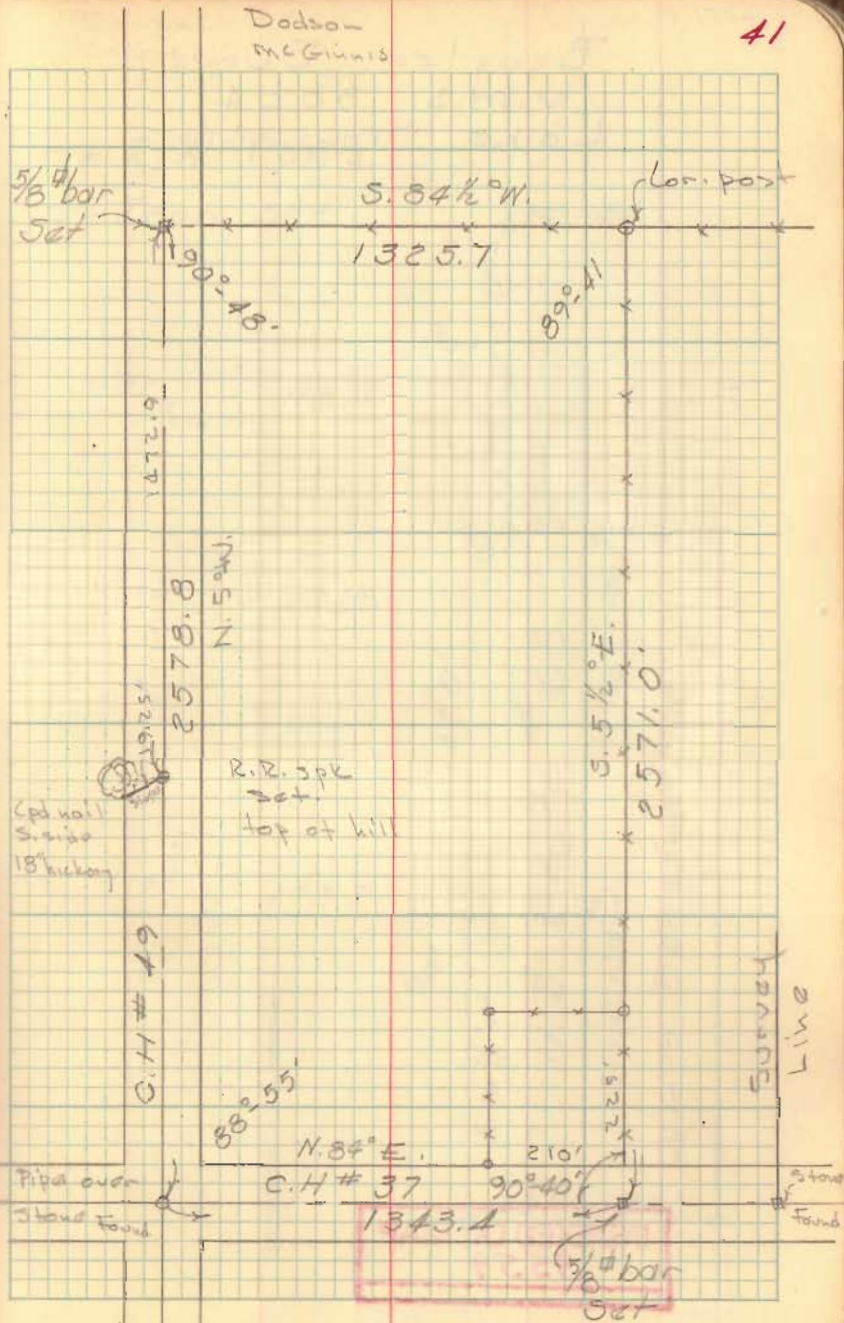 Dodson
McGinnis
41
5/8"⌀ bar
Set
S. 84½° W.
Cor. post
1325.7
90°-48'
89°-41
1472.9
2578.8
N. 5° W.
S. 5½° E.
2571.0'
19.25'
R.R. spk
set.
top of hill
Cpd nail
S. side
18" hickory
C.H # 49
88°-55'
Survey
Line
225'
N. 84° E.
210'
Pipe over
Stone Found
C.H # 37
90°40'
1343.4
Stone
Found
5/8"⌀ bar
Set